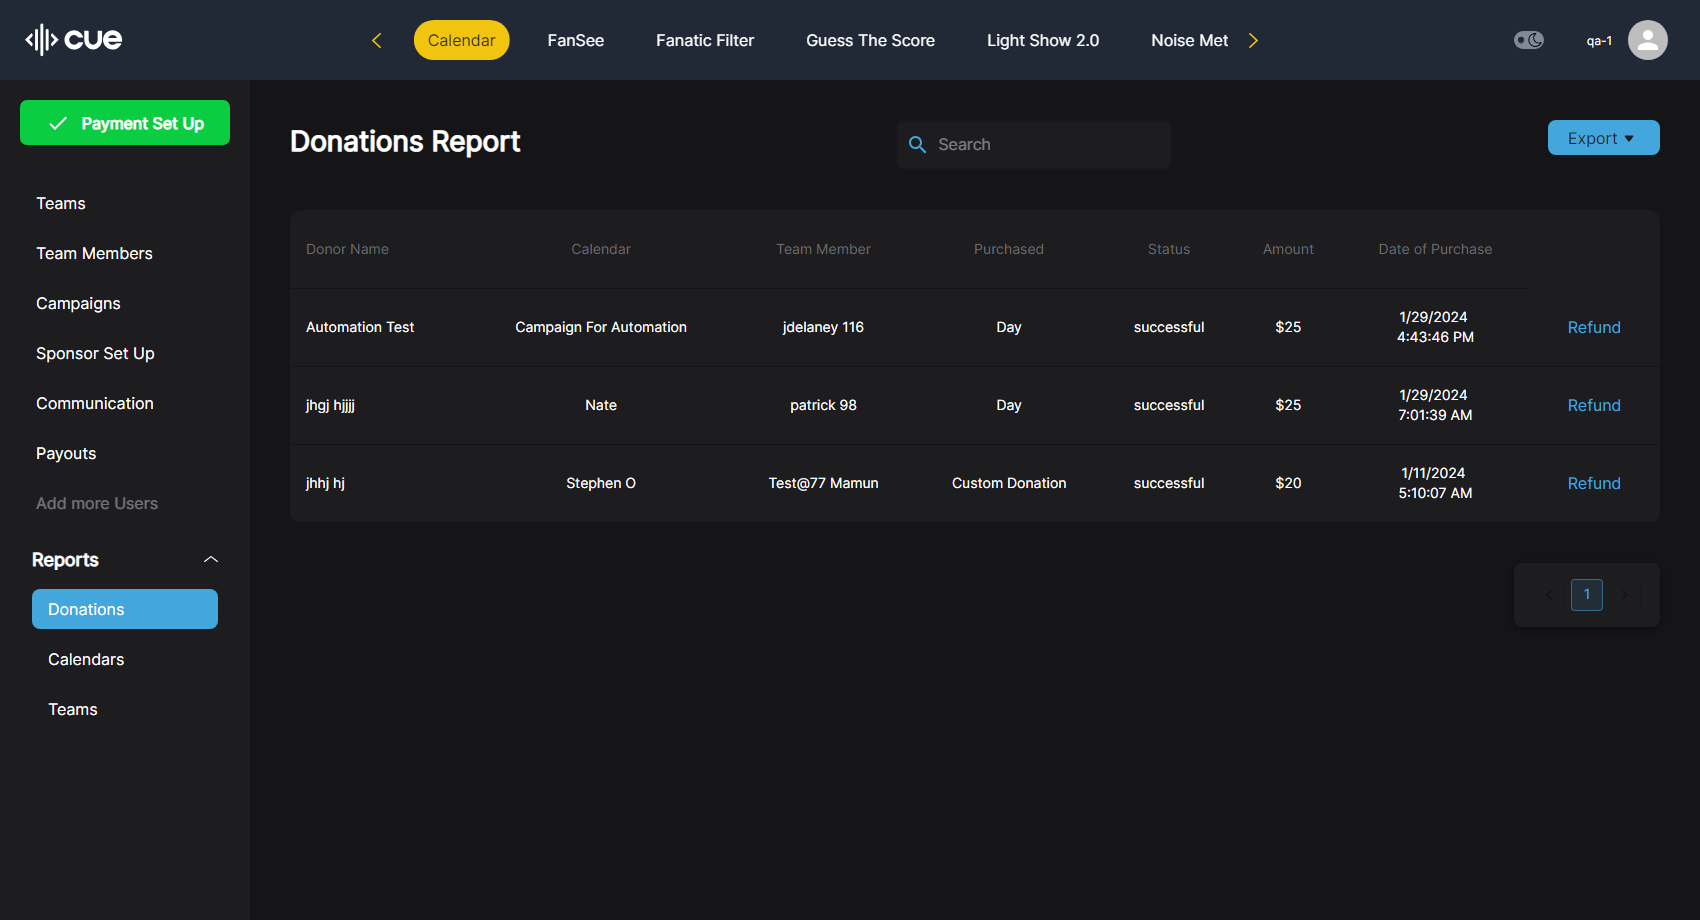 cue
Calendar
FanSee
Fanatic Filter
Guess The Score
Light Show 2.0
Noise Met
qa-1
Payment Set Up
Teams
Team Members
Campaigns
Sponsor Set Up
Communication
Payouts
Add more Users
Reports
Donations
Calendars
Teams
Donations Report
Search
Export
Donor Name Calendar Team Member Purchased Status Amount Date of Purchase
Automation Test Campaign For Automation jdelaney 116 Day successful $25 1/29/2024
4:43:46 PM
Refund
jhgj hjjjj Nate patrick 98 Day successful $25 1/29/2024
7:01:39 AM
Refund
jhhj hj Stephen O Test@77 Mamun Custom Donation successful $20 1/11/2024
5:10:07 AM
Refund
1